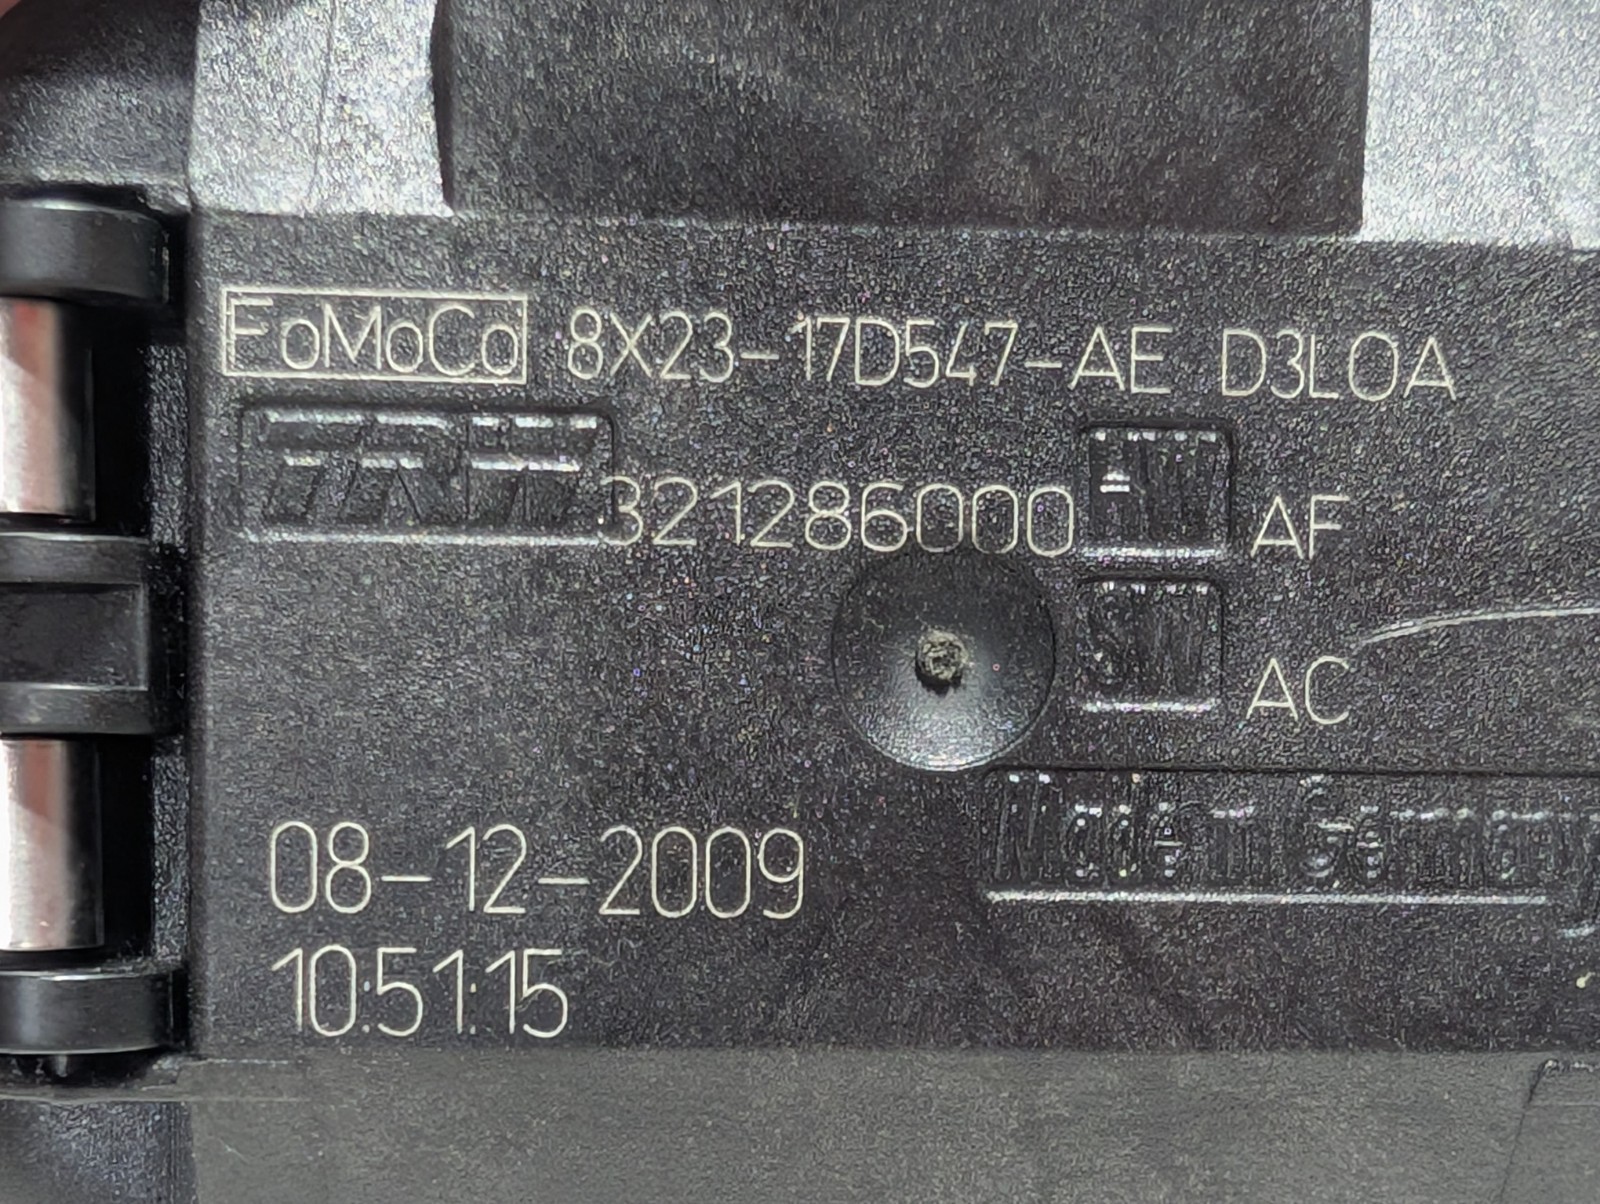 FoMoCo 8X23-17D547-AE D3L0A
TRW 321286000 HW AF
SW AC
Made in Germany
08-12-2009
10:51:15